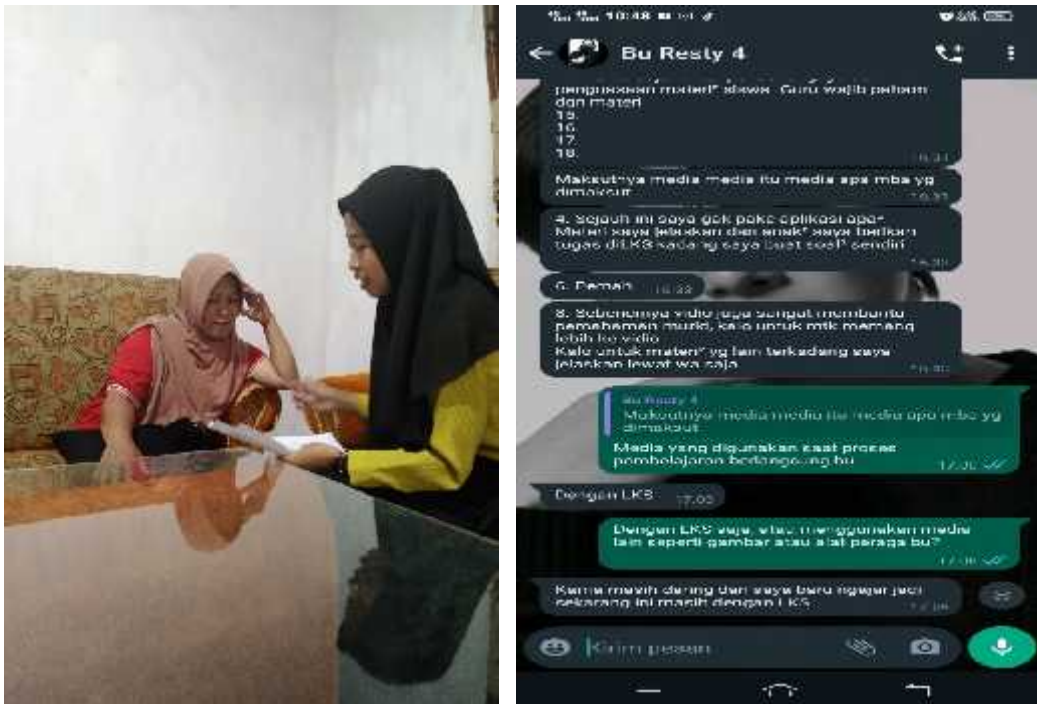 10:48
Bu Resty 4
penguasaan materi² siswa. Guru wajib paham
dan materi
15.
16.
17.
18.
Maksutnya media media itu media apa mba yg
dimaksut
4. Sejauh ini saya gak pake aplikasi apa²
Materi saya jelaskan dan anak² saya berikan
tugas di LKS kadang saya buat soal² sendiri
6. Pernah
16.33
8. Sebenernya vidio juga sangat membantu
pemahaman murid, kalo untuk mtk memang
lebih ke vidio
Kalo untuk materi² yg lain terkadang saya
jelaskan lewat wa saja
Bu Resty 4
Maksutnya media media itu media apa mba yg
dimaksut
Media yang digunakan saat proses
pembelajaran berlangsung bu
17.00
Dengan LKS
17.03
Dengan LKS saja, atau menggunakan media
lain seperti gambar atau alat paraga bu?
Karna masih daring dan saya baru ngajar jadi
sekarang ini masih dengan LKS
Kirim pesan